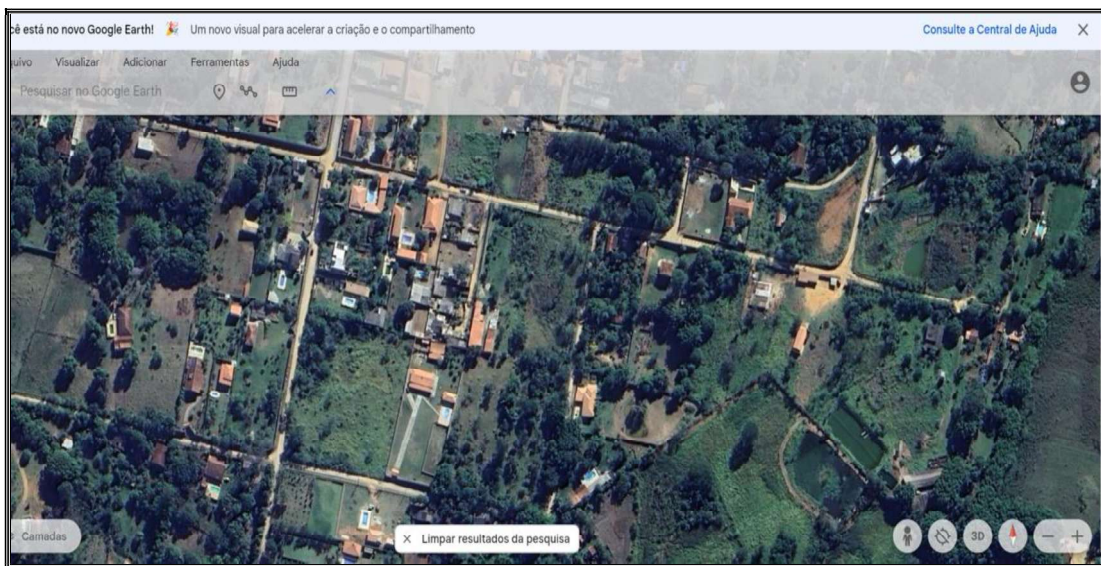 cê está no novo Google Earth! 🎉 Um novo visual para acelerar a criação e o compartilhamento Consulte a Central de Ajuda ×
quivo Visualizar Adicionar Ferramentas Ajuda
Pesquisar no Google Earth
Camadas
× Limpar resultados da pesquisa
3D